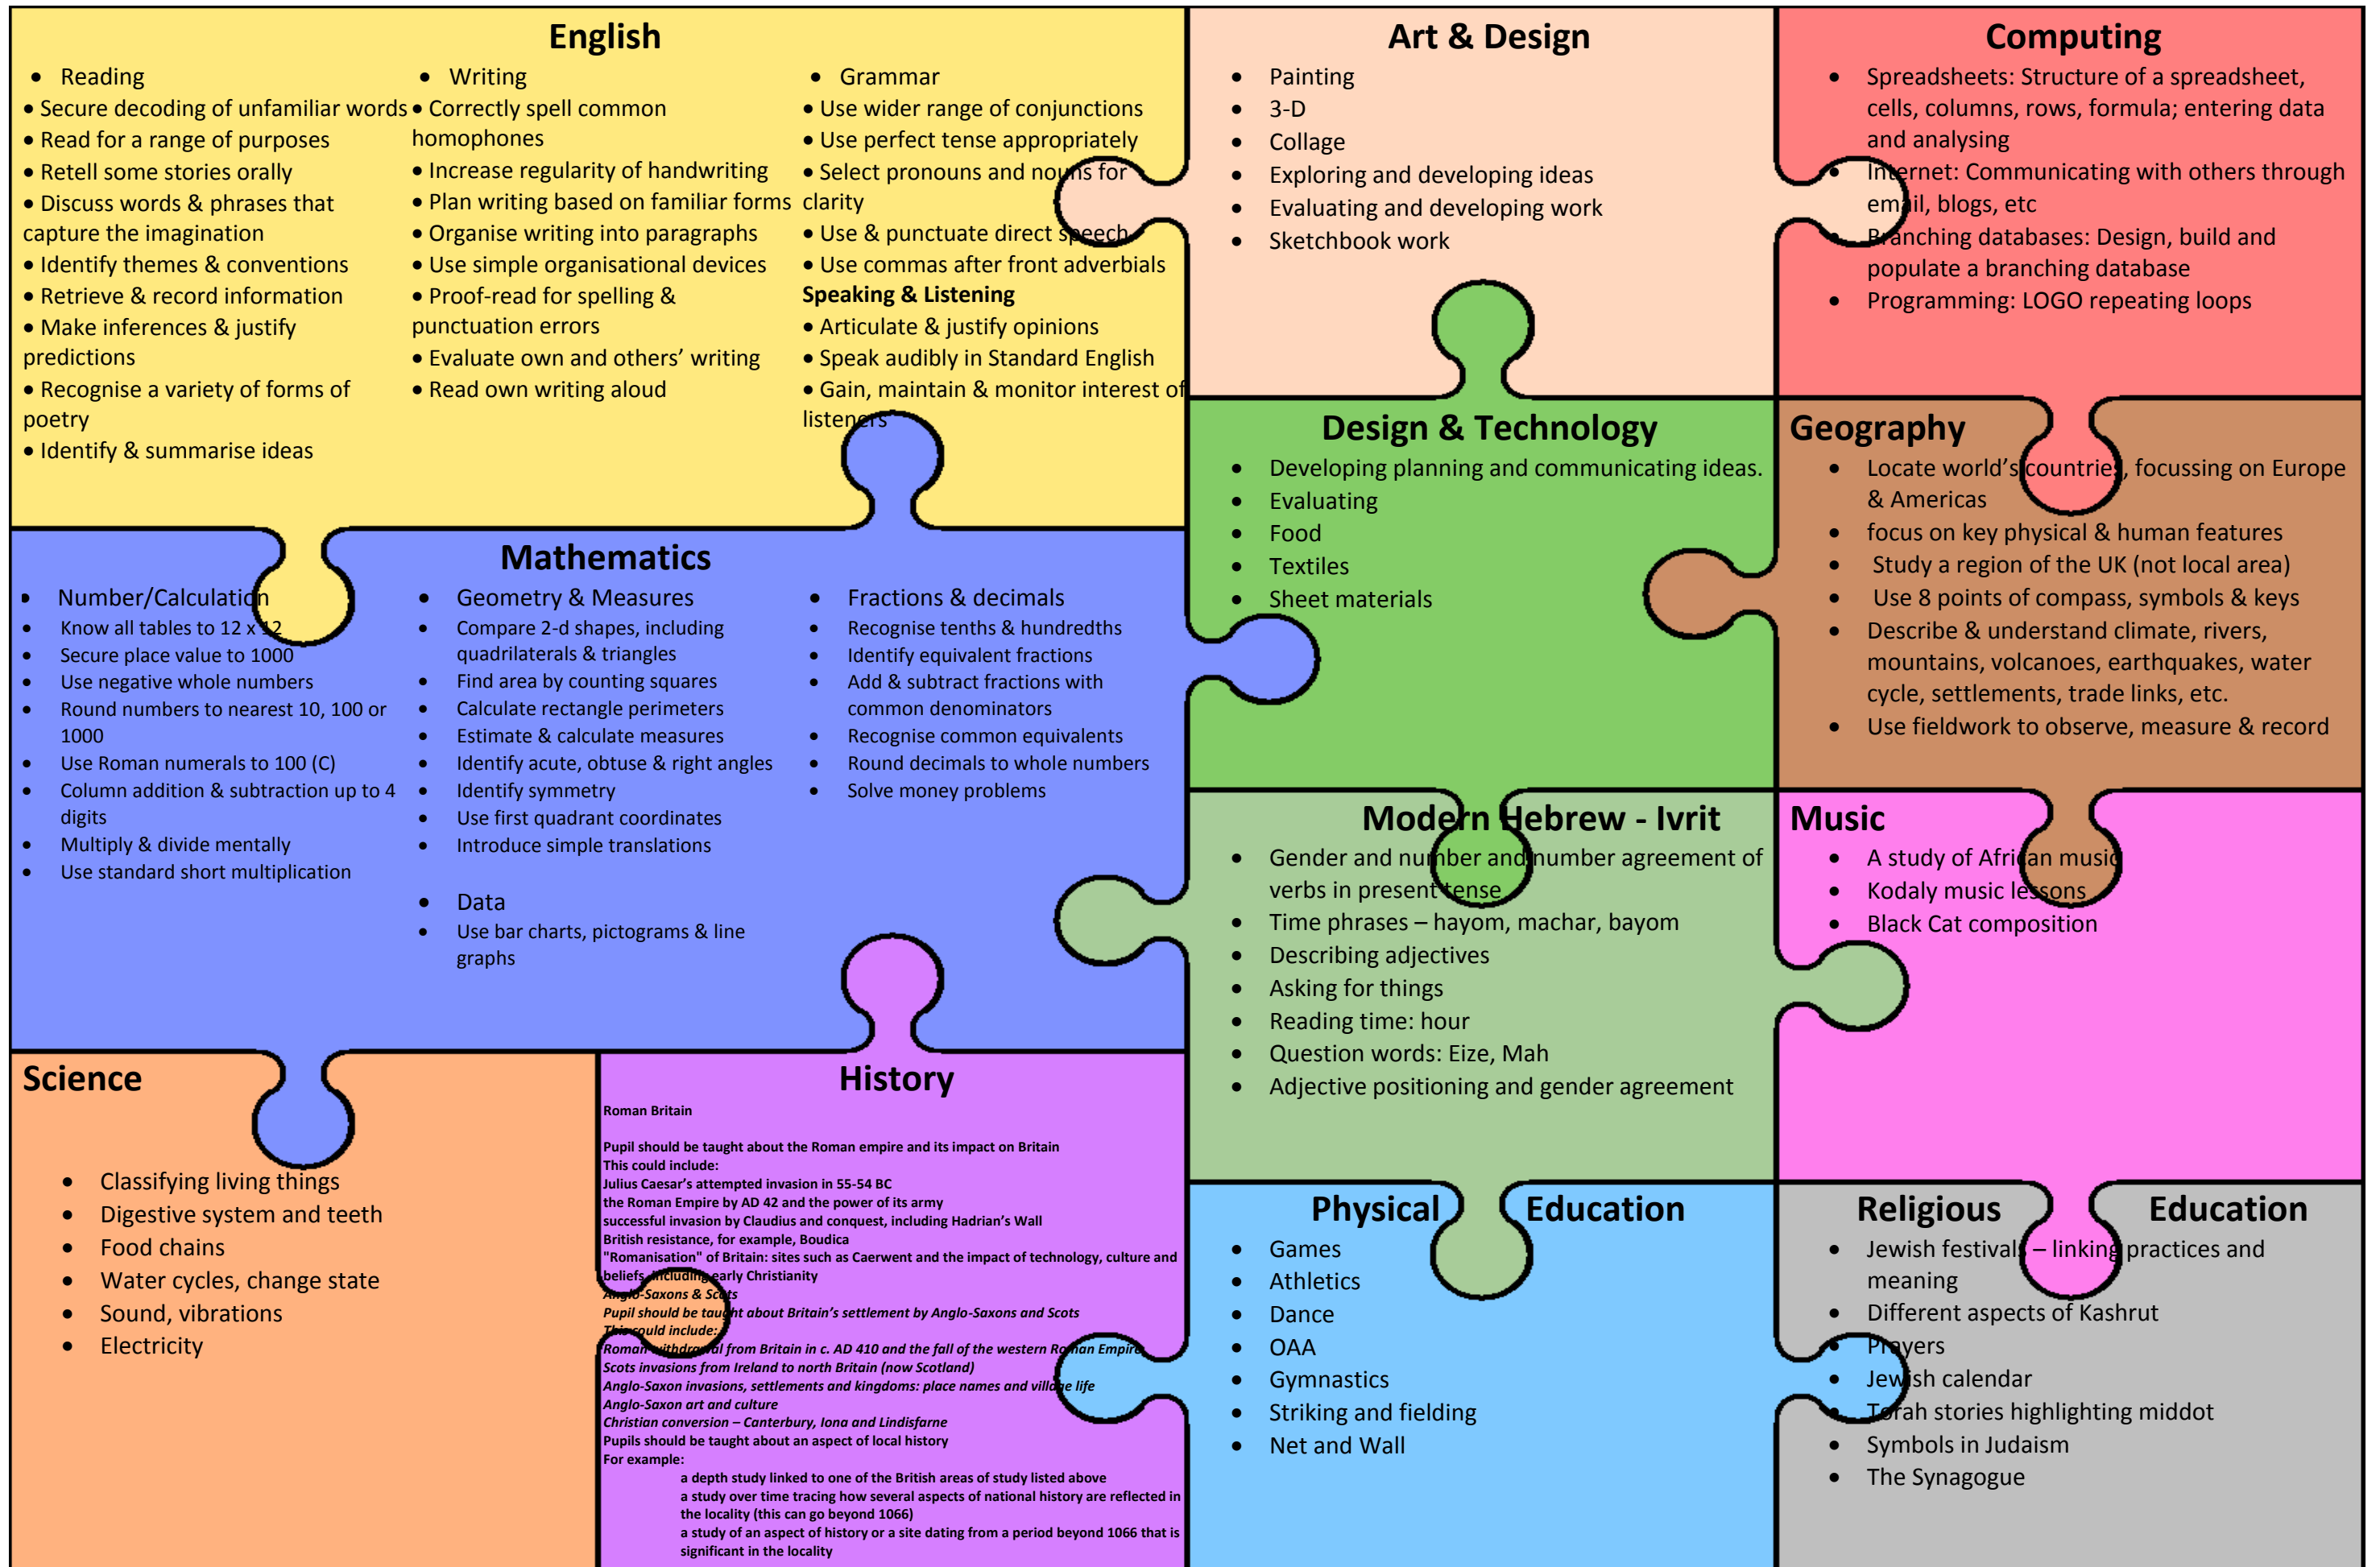 English
• Reading
• Secure decoding of unfamiliar words
• Read for a range of purposes
• Retell some stories orally
• Discuss words & phrases that
capture the imagination
• Identify themes & conventions
• Retrieve & record information
• Make inferences & justify
predictions
• Recognise a variety of forms of
poetry
• Identify & summarise ideas
• Writing
• Correctly spell common
homophones
• Increase regularity of handwriting
• Plan writing based on familiar forms
• Organise writing into paragraphs
• Use simple organisational devices
• Proof-read for spelling &
punctuation errors
• Evaluate own and others’ writing
• Read own writing aloud
• Grammar
• Use wider range of conjunctions
• Use perfect tense appropriately
• Select pronouns and nouns for
clarity
• Use & punctuate direct speech
• Use commas after front adverbials
Speaking & Listening
• Articulate & justify opinions
• Speak audibly in Standard English
• Gain, maintain & monitor interest of
listeners
Art & Design
• Painting
• 3-D
• Collage
• Exploring and developing ideas
• Evaluating and developing work
• Sketchbook work
Computing
• Spreadsheets: Structure of a spreadsheet,
cells, columns, rows, formula; entering data
and analysing
• Internet: Communicating with others through
email, blogs, etc
• Branching databases: Design, build and
populate a branching database
• Programming: LOGO repeating loops
Mathematics
• Number/Calculation
• Know all tables to 12 x 12
• Secure place value to 1000
• Use negative whole numbers
• Round numbers to nearest 10, 100 or
1000
• Use Roman numerals to 100 (C)
• Column addition & subtraction up to 4
digits
• Multiply & divide mentally
• Use standard short multiplication
• Geometry & Measures
• Compare 2-d shapes, including
quadrilaterals & triangles
• Find area by counting squares
• Calculate rectangle perimeters
• Estimate & calculate measures
• Identify acute, obtuse & right angles
• Identify symmetry
• Use first quadrant coordinates
• Introduce simple translations
• Data
• Use bar charts, pictograms & line
graphs
• Fractions & decimals
• Recognise tenths & hundredths
• Identify equivalent fractions
• Add & subtract fractions with
common denominators
• Recognise common equivalents
• Round decimals to whole numbers
• Solve money problems
Design & Technology
• Developing planning and communicating ideas.
• Evaluating
• Food
• Textiles
• Sheet materials
Geography
• Locate world’s countries, focussing on Europe
& Americas
• focus on key physical & human features
• Study a region of the UK (not local area)
• Use 8 points of compass, symbols & keys
• Describe & understand climate, rivers,
mountains, volcanoes, earthquakes, water
cycle, settlements, trade links, etc.
• Use fieldwork to observe, measure & record
Modern Hebrew - Ivrit
• Gender and number and number agreement of
verbs in present tense
• Time phrases – hayom, machar, bayom
• Describing adjectives
• Asking for things
• Reading time: hour
• Question words: Eize, Mah
• Adjective positioning and gender agreement
Music
• A study of African music
• Kodaly music lessons
• Black Cat composition
Science
• Classifying living things
• Digestive system and teeth
• Food chains
• Water cycles, change state
• Sound, vibrations
• Electricity
History
Roman Britain
Pupil should be taught about the Roman empire and its impact on Britain
This could include:
Julius Caesar’s attempted invasion in 55-54 BC
the Roman Empire by AD 42 and the power of its army
successful invasion by Claudius and conquest, including Hadrian’s Wall
British resistance, for example, Boudica
"Romanisation" of Britain: sites such as Caerwent and the impact of technology, culture and
beliefs, including early Christianity
Anglo-Saxons & Scots
Pupil should be taught about Britain’s settlement by Anglo-Saxons and Scots
This could include:
Roman withdrawal from Britain in c. AD 410 and the fall of the western Roman Empire
Scots invasions from Ireland to north Britain (now Scotland)
Anglo-Saxon invasions, settlements and kingdoms: place names and village life
Anglo-Saxon art and culture
Christian conversion – Canterbury, Iona and Lindisfarne
Pupils should be taught about an aspect of local history
For example:
a depth study linked to one of the British areas of study listed above
a study over time tracing how several aspects of national history are reflected in
the locality (this can go beyond 1066)
a study of an aspect of history or a site dating from a period beyond 1066 that is
significant in the locality
Physical Education
• Games
• Athletics
• Dance
• OAA
• Gymnastics
• Striking and fielding
• Net and Wall
Religious Education
• Jewish festivals – linking practices and
meaning
• Different aspects of Kashrut
• Prayers
• Jewish calendar
• Torah stories highlighting middot
• Symbols in Judaism
• The Synagogue